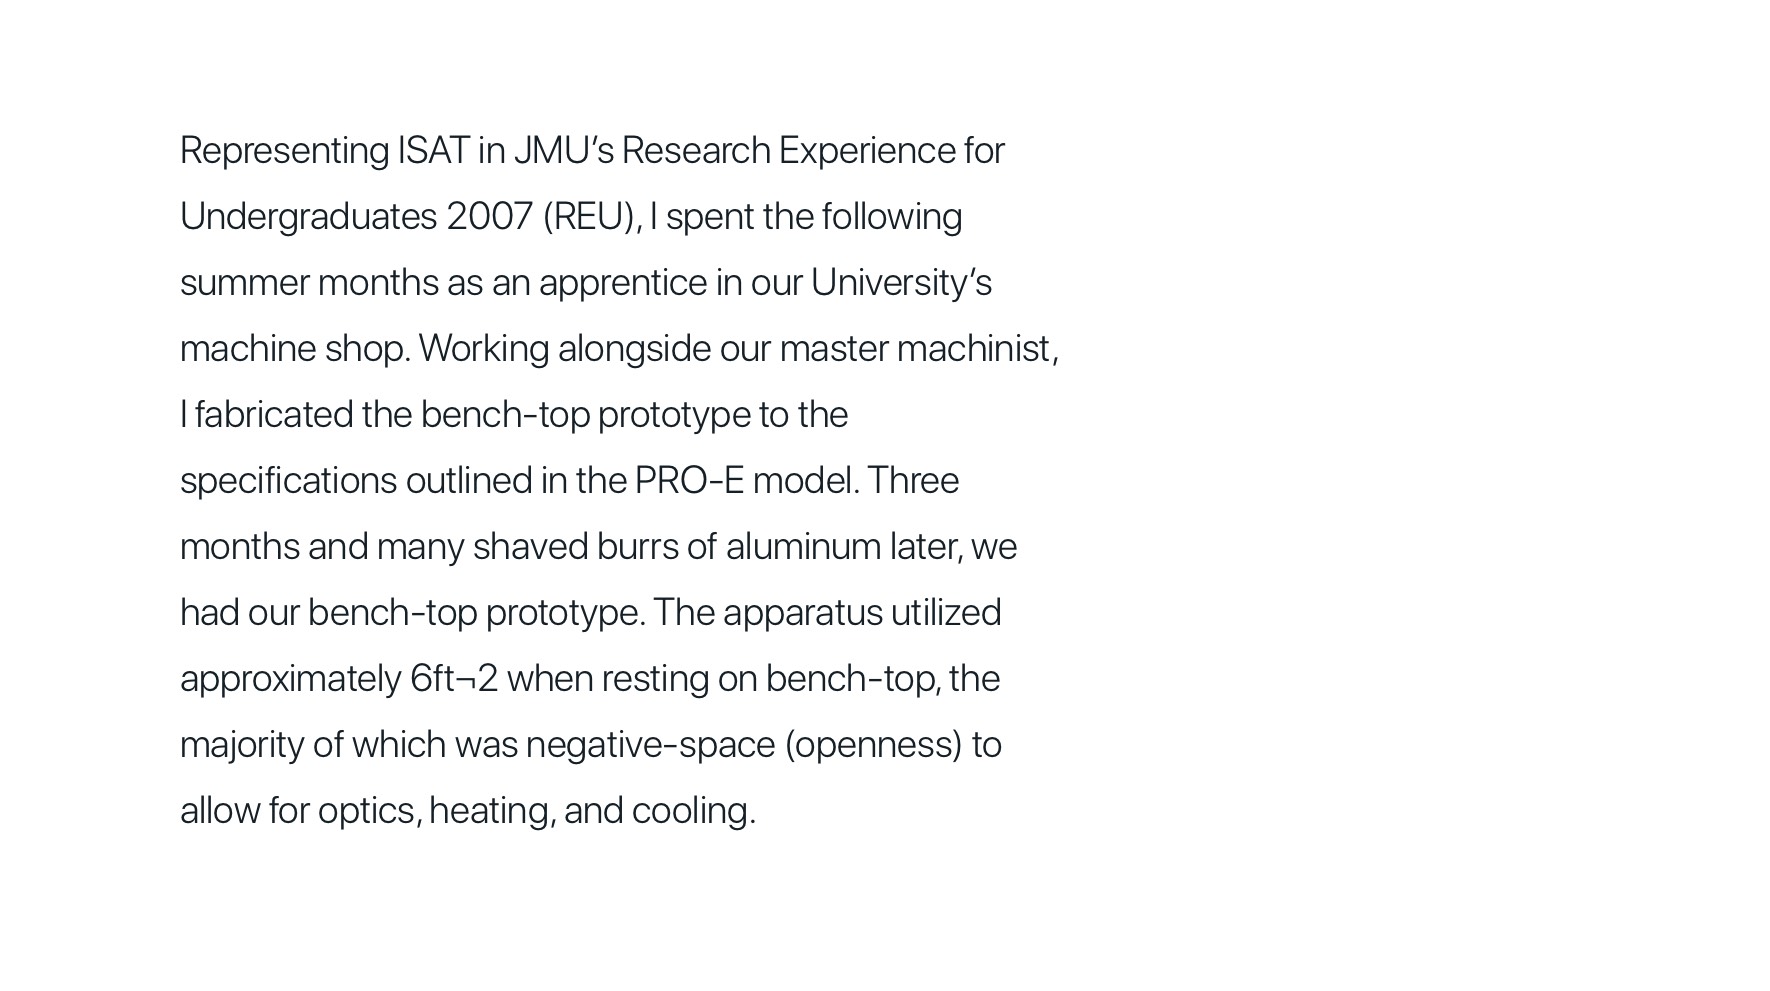 Representing ISAT in JMU’s Research Experience for
Undergraduates 2007 (REU), I spent the following
summer months as an apprentice in our University’s
machine shop. Working alongside our master machinist,
I fabricated the bench-top prototype to the
specifications outlined in the PRO-E model. Three
months and many shaved burrs of aluminum later, we
had our bench-top prototype. The apparatus utilized
approximately 6ft¬2 when resting on bench-top, the
majority of which was negative-space (openness) to
allow for optics, heating, and cooling.